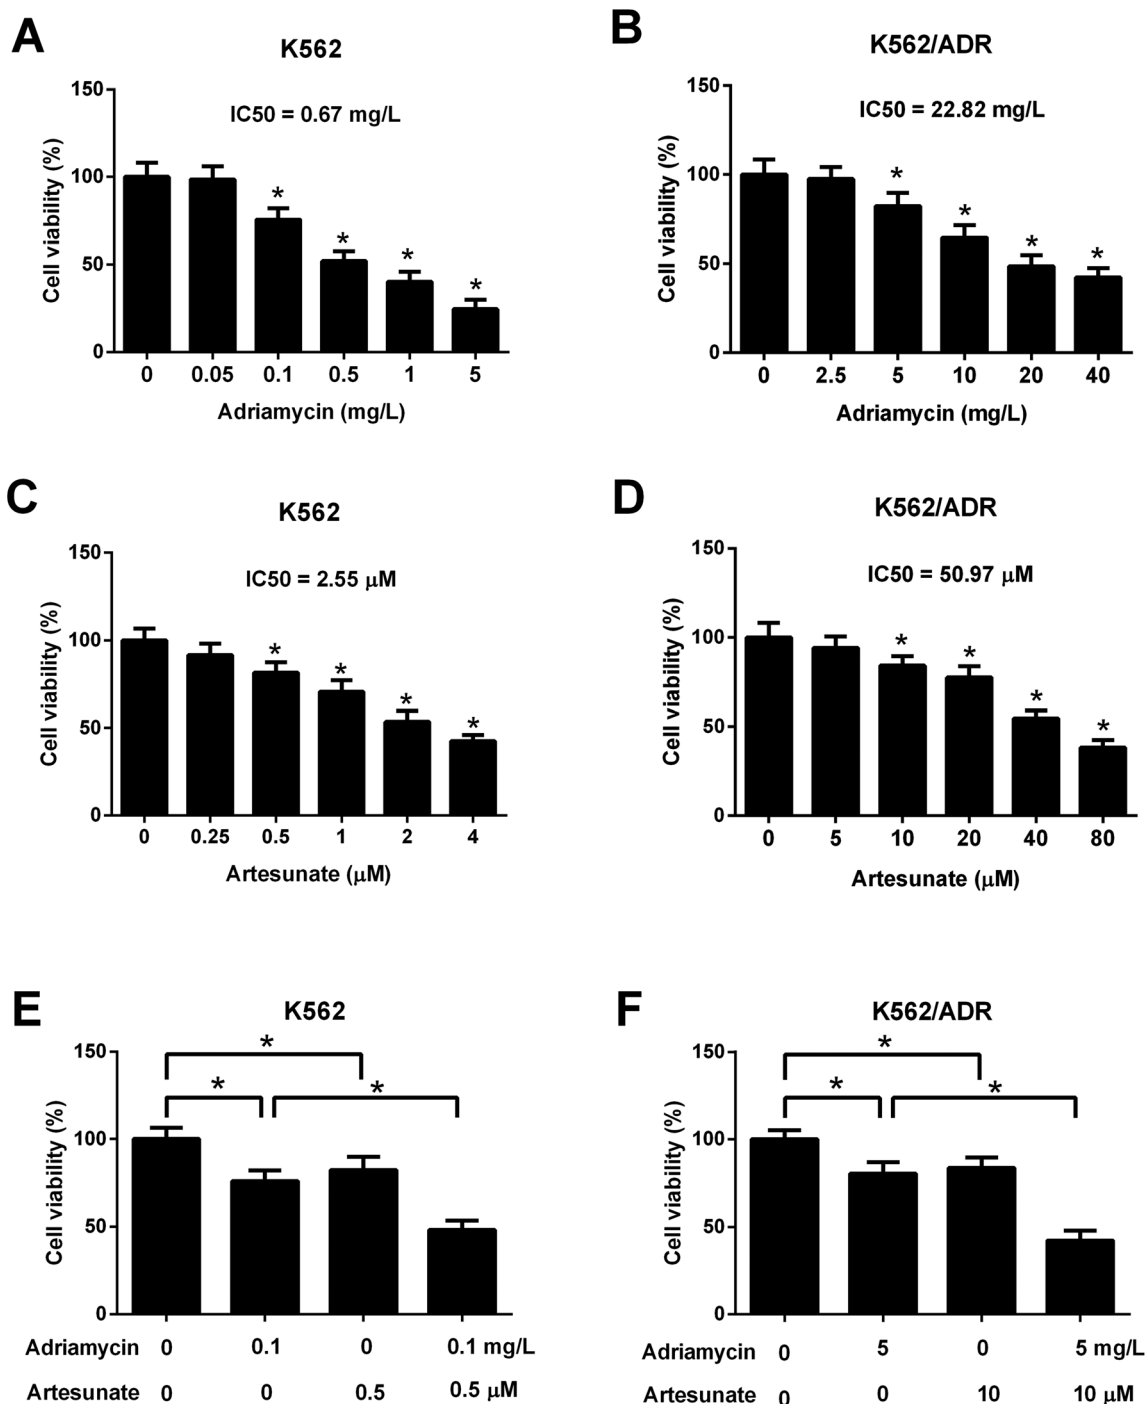 A
K562
IC50 = 0.67 mg/L
Cell viability (%)
150
100
50
0
*
*
*
*
0 0.05 0.1 0.5 1 5
Adriamycin (mg/L)
B
K562/ADR
IC50 = 22.82 mg/L
Cell viability (%)
150
100
50
0
*
*
*
*
0 2.5 5 10 20 40
Adriamycin (mg/L)
C
K562
IC50 = 2.55 μM
Cell viability (%)
150
100
50
0
*
*
*
*
0 0.25 0.5 1 2 4
Artesunate (μM)
D
K562/ADR
IC50 = 50.97 μM
Cell viability (%)
150
100
50
0
*
*
*
*
0 5 10 20 40 80
Artesunate (μM)
E
K562
Cell viability (%)
150
100
50
0
*
*
*
Adriamycin 0 0.1 0 0.1 mg/L
Artesunate 0 0 0.5 0.5 μM
F
K562/ADR
Cell viability (%)
150
100
50
0
*
*
*
Adriamycin 0 5 0 5 mg/L
Artesunate 0 0 10 10 μM